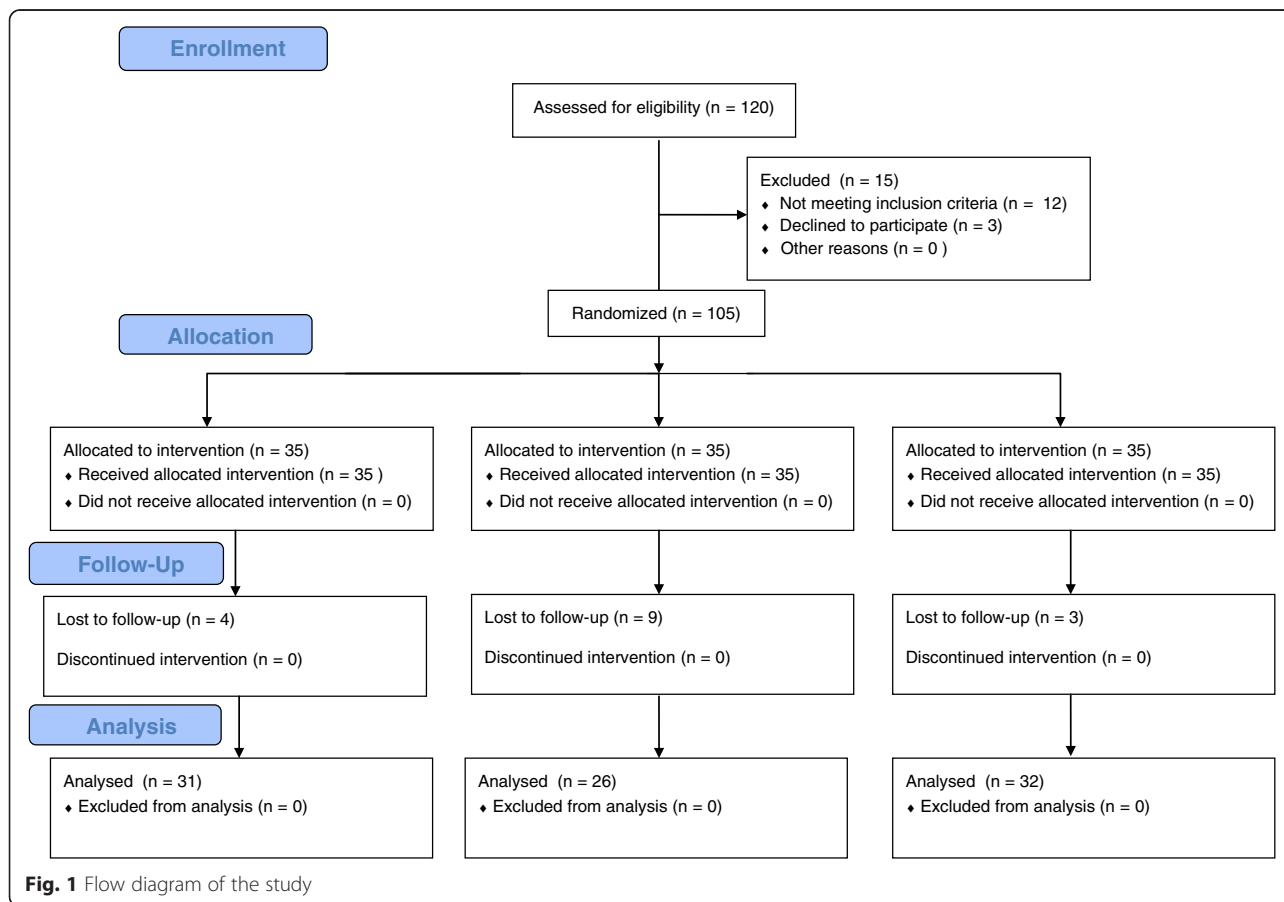 Enrollment
Assessed for eligibility (n = 120)
Excluded (n = 15)
♦ Not meeting inclusion criteria (n = 12)
♦ Declined to participate (n = 3)
♦ Other reasons (n = 0 )
Randomized (n = 105)
Allocation
Allocated to intervention (n = 35)
♦ Received allocated intervention (n = 35 )
♦ Did not receive allocated intervention (n = 0)
Allocated to intervention (n = 35)
♦ Received allocated intervention (n = 35)
♦ Did not receive allocated intervention (n = 0)
Allocated to intervention (n = 35)
♦ Received allocated intervention (n = 35)
♦ Did not receive allocated intervention (n = 0)
Follow-Up
Lost to follow-up (n = 4)
Discontinued intervention (n = 0)
Lost to follow-up (n = 9)
Discontinued intervention (n = 0)
Lost to follow-up (n = 3)
Discontinued intervention (n = 0)
Analysis
Analysed (n = 31)
♦ Excluded from analysis (n = 0)
Analysed (n = 26)
♦ Excluded from analysis (n = 0)
Analysed (n = 32)
♦ Excluded from analysis (n = 0)
Fig. 1 Flow diagram of the study